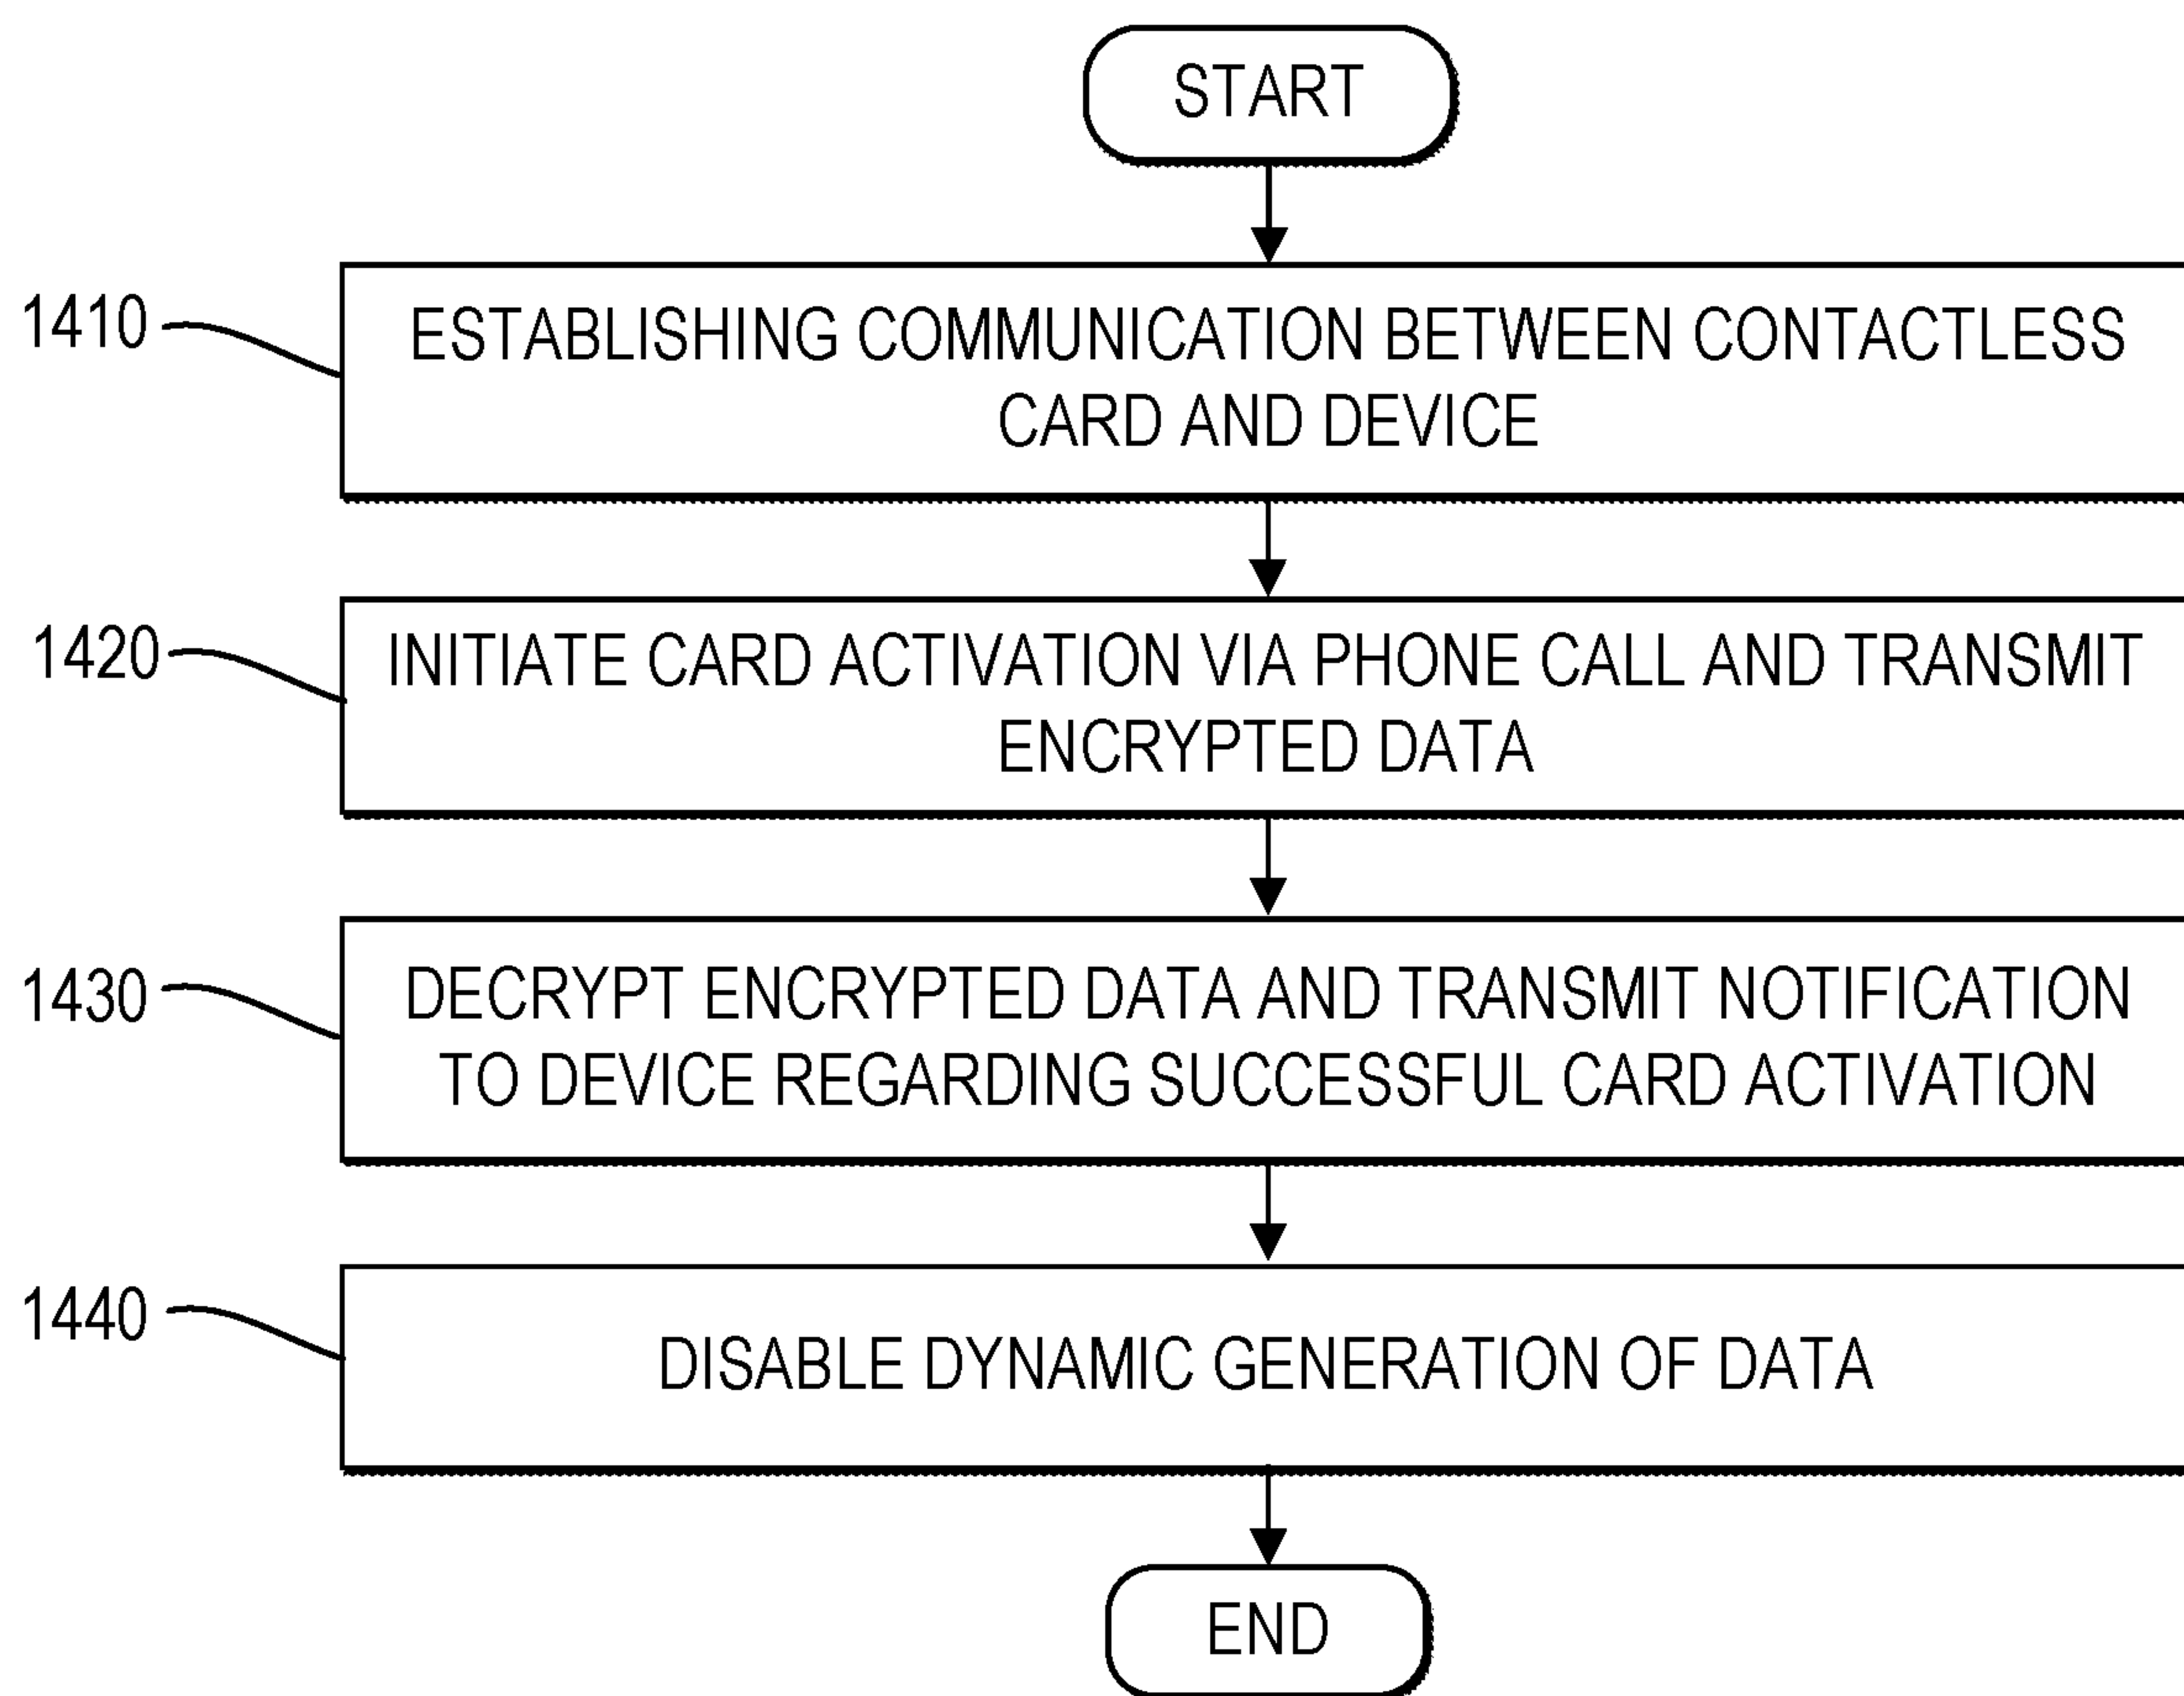 START
1410
ESTABLISHING COMMUNICATION BETWEEN CONTACTLESS
CARD AND DEVICE
1420
INITIATE CARD ACTIVATION VIA PHONE CALL AND TRANSMIT
ENCRYPTED DATA
1430
DECRYPT ENCRYPTED DATA AND TRANSMIT NOTIFICATION
TO DEVICE REGARDING SUCCESSFUL CARD ACTIVATION
1440
DISABLE DYNAMIC GENERATION OF DATA
END